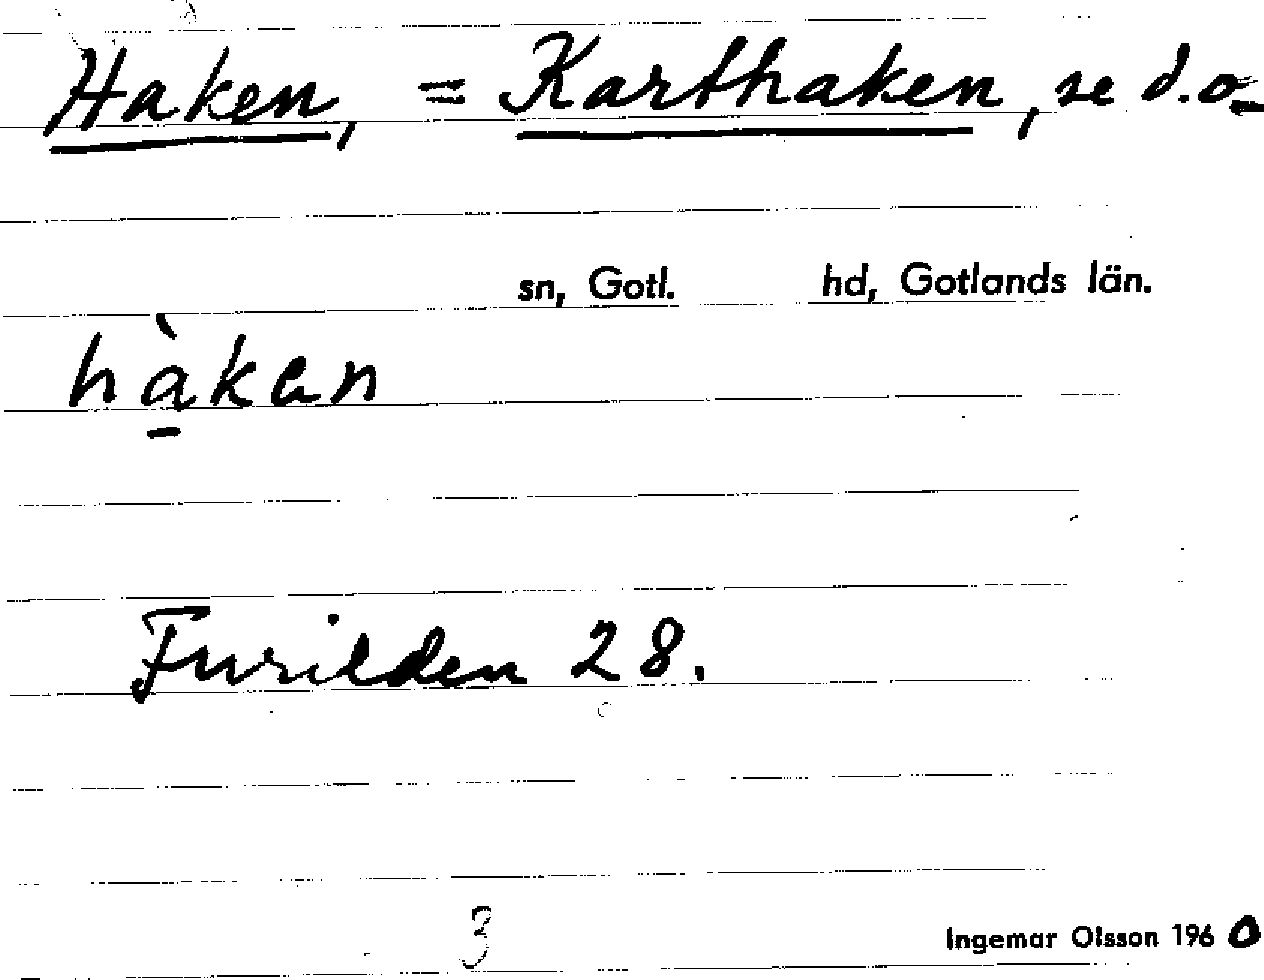 Haken, = Karthaken, se d.o.
sn, Gotl. hd, Gotlands län.
hàkan
Furilden 28.
3
Ingemar Olsson 1960